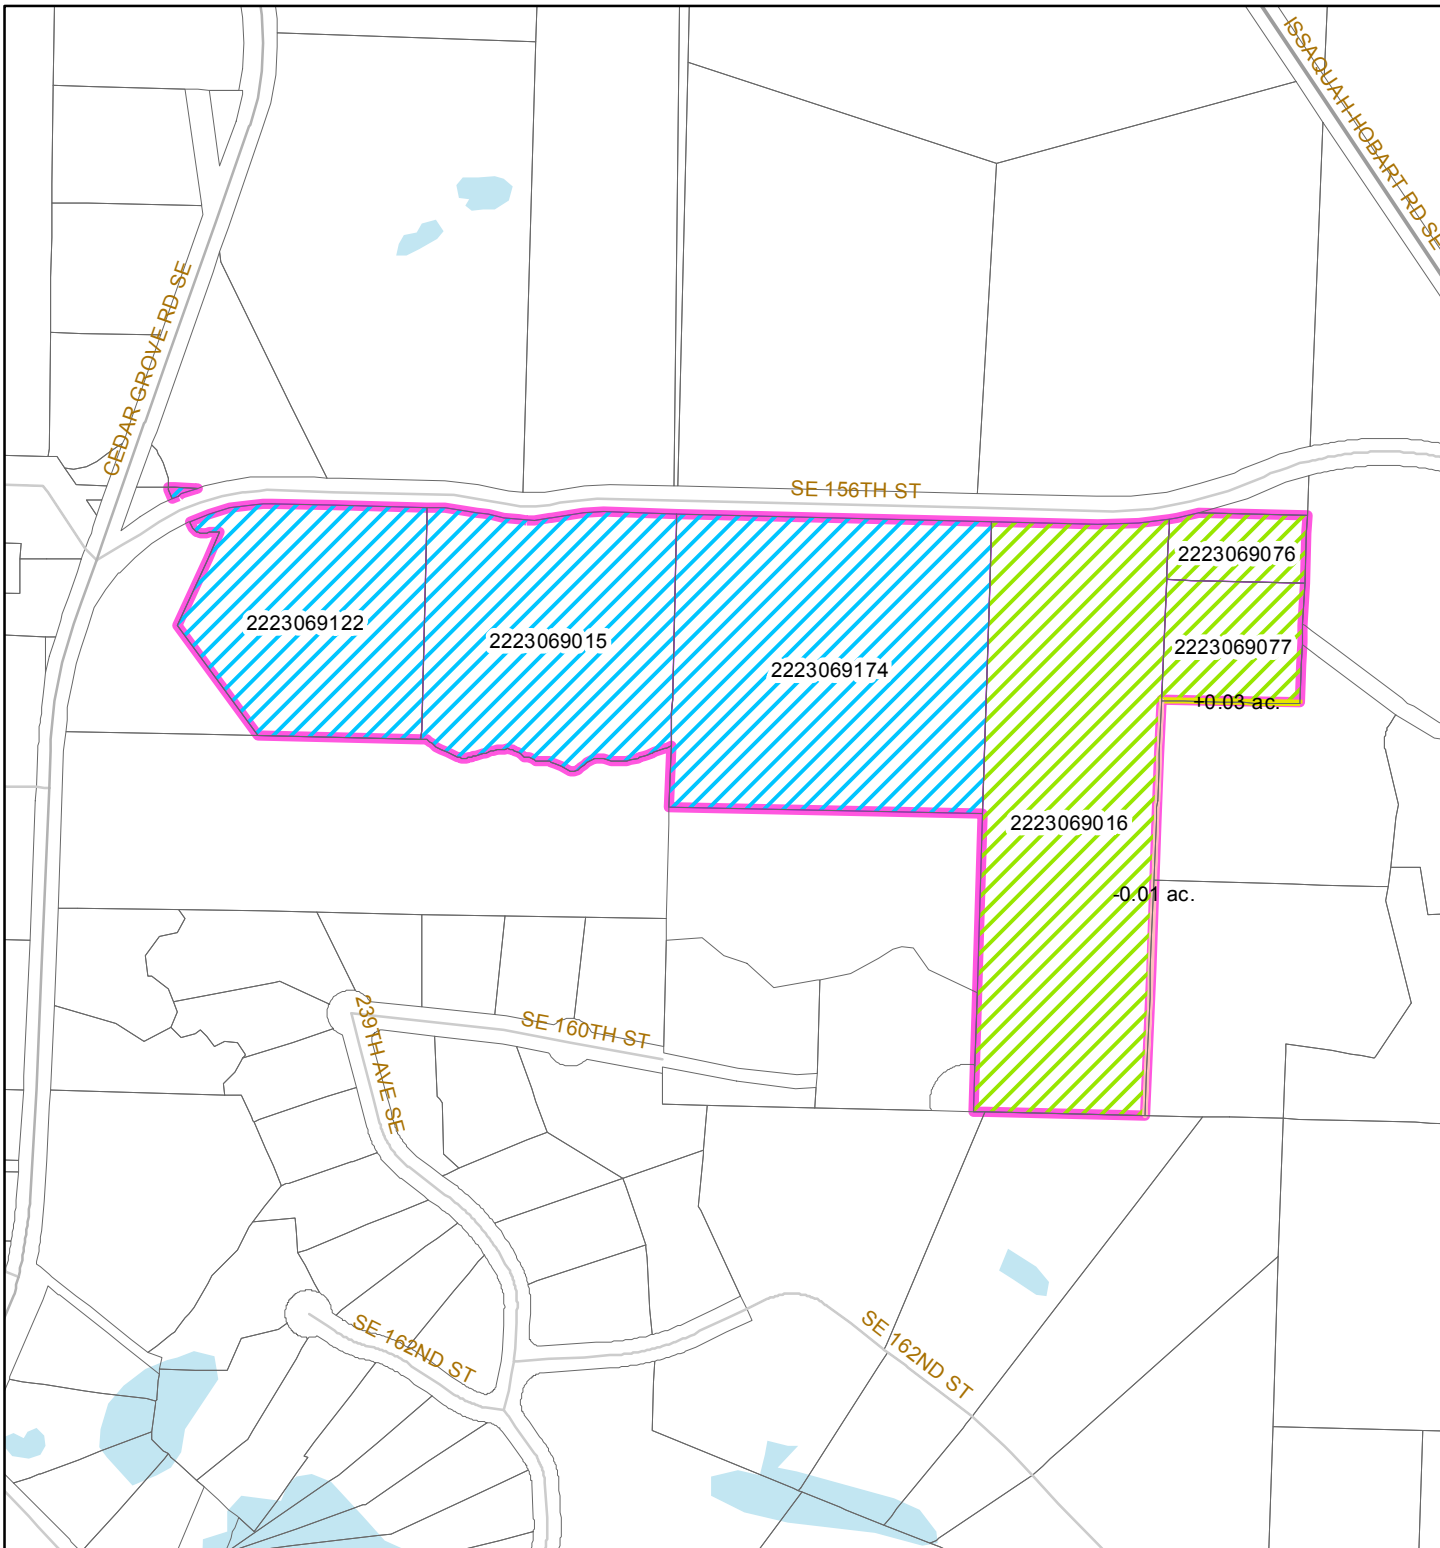 ISSAQUAH HOBART RD SE
CEDAR GROVE RD SE
SE 156TH ST
2223069076
2223069122
2223069015
2223069077
2223069174
+0.03 ac.
2223069016
-0.01 ac.
239TH AVE SE
SE 160TH ST
SE 162ND ST
SE 162ND ST